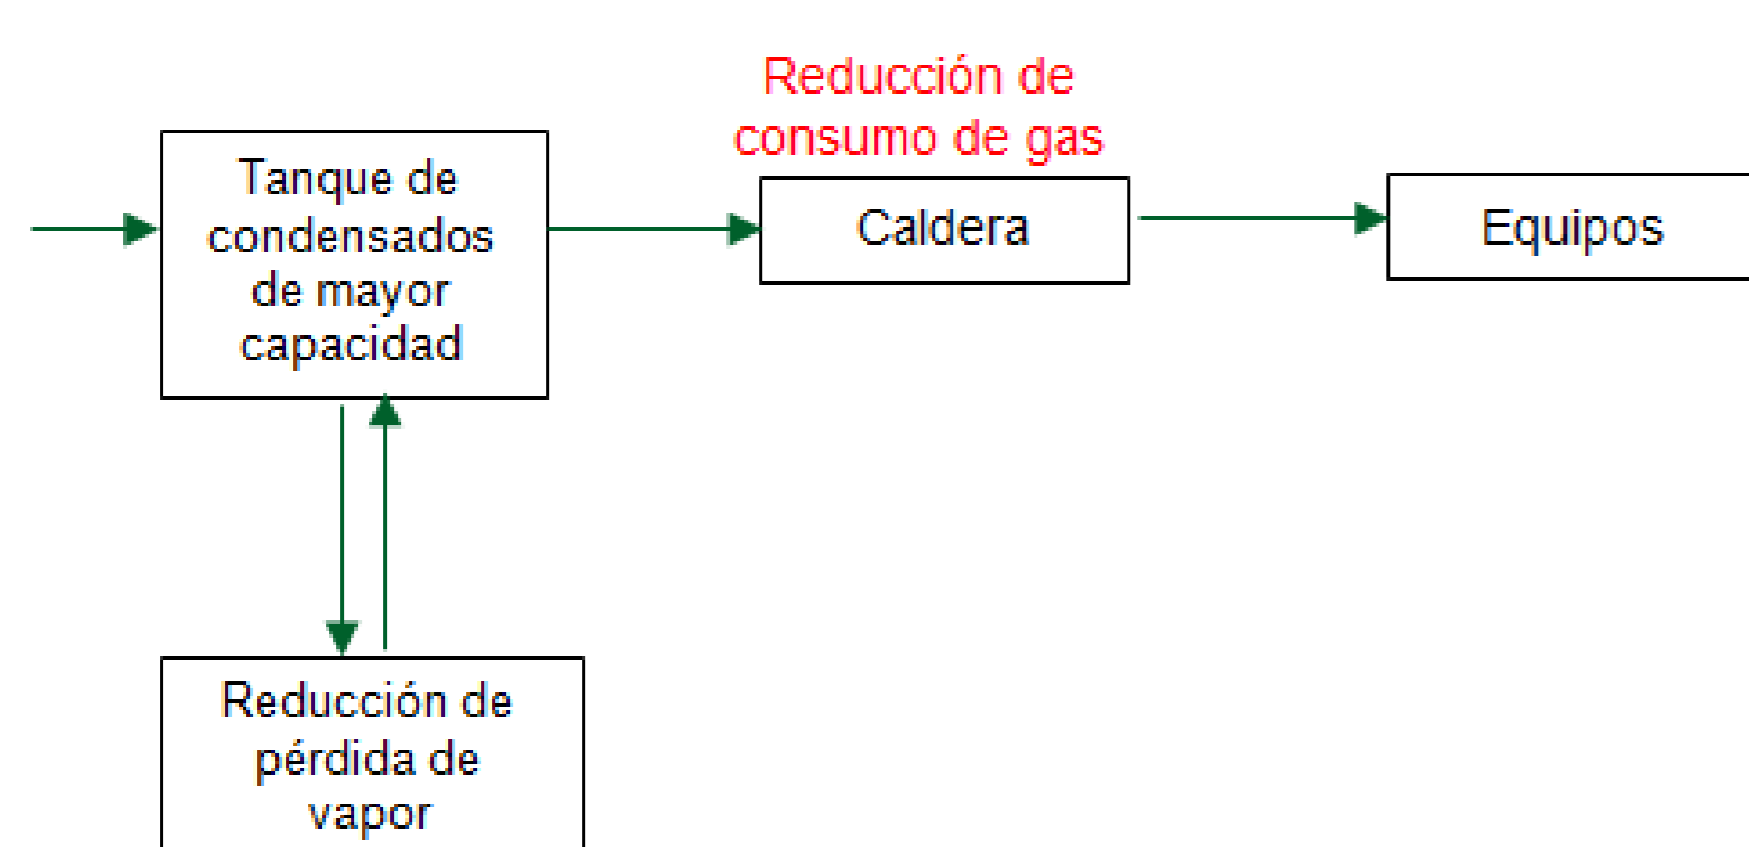 Reducción de
consumo de gas
Tanque de
condensados
de mayor
capacidad
Caldera
Equipos
Reducción de
pérdida de
vapor